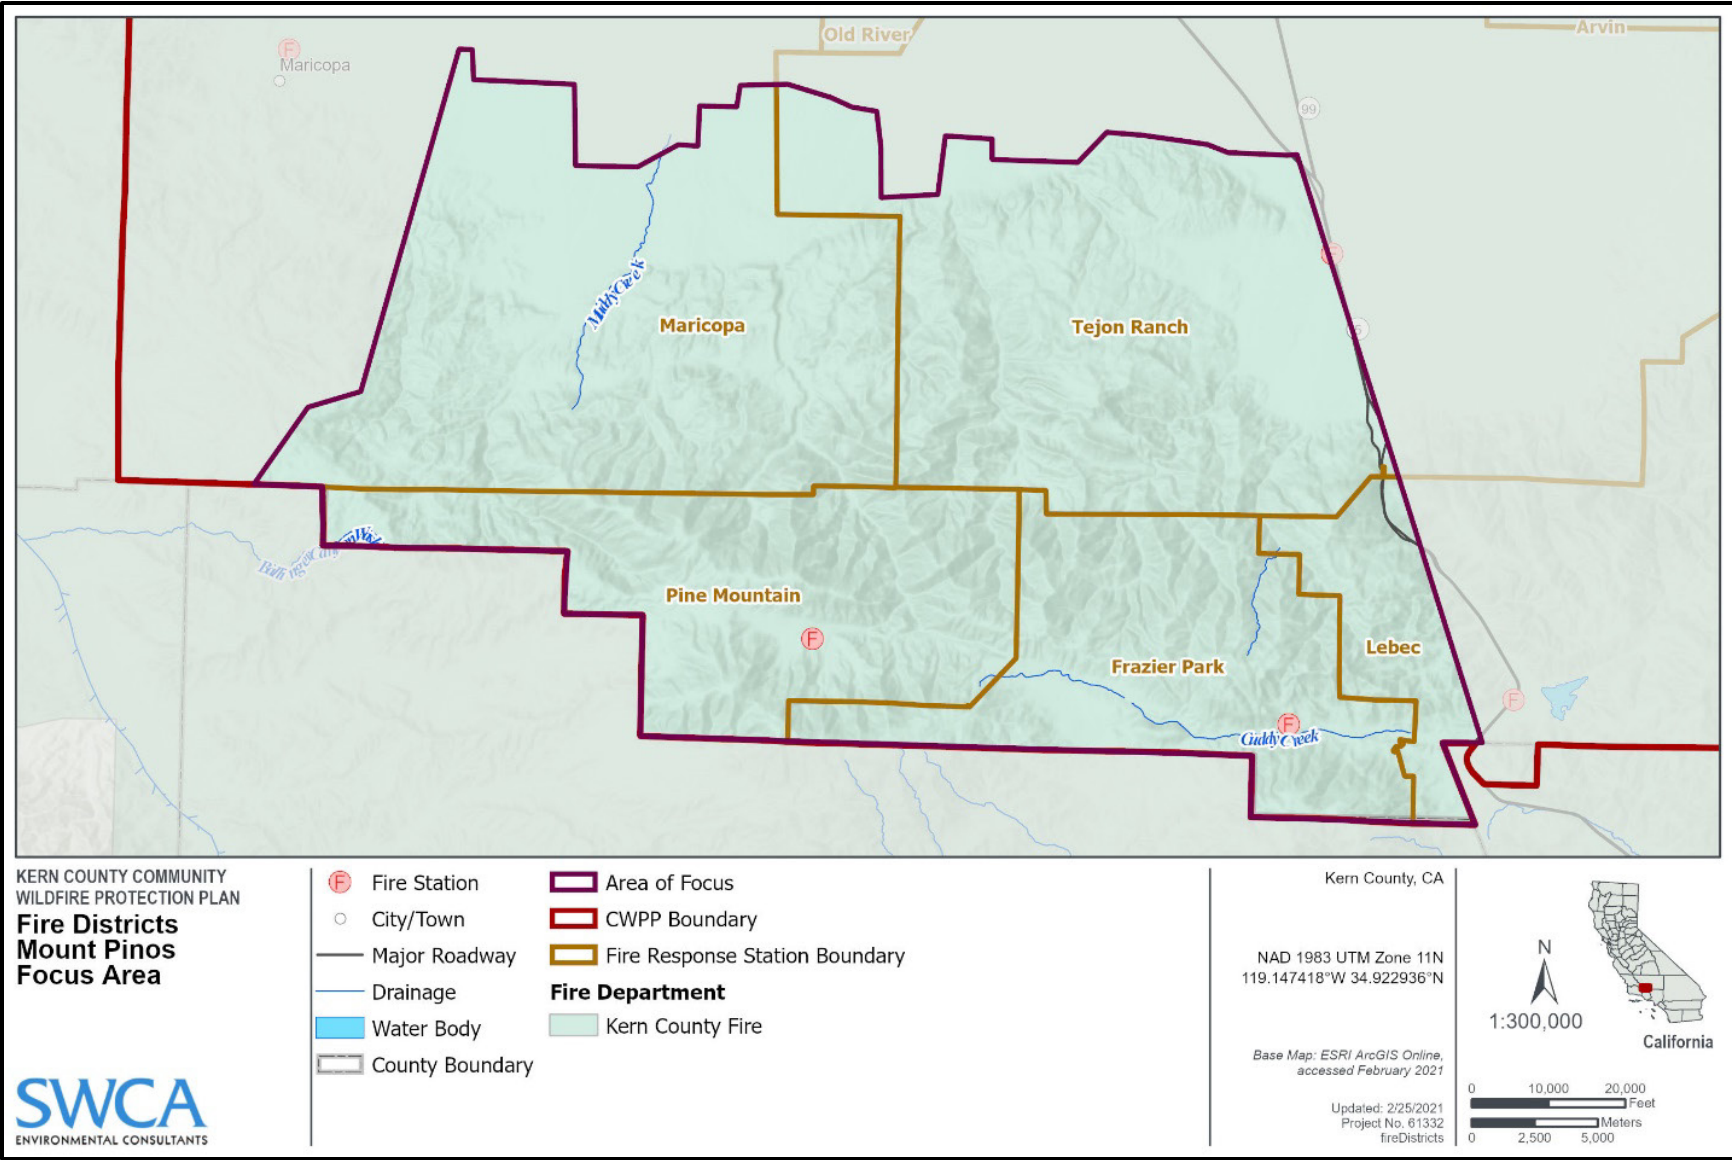 Old River
Arvin
F
Maricopa
99
F
Muddy Creek
Maricopa
Tejon Ranch
5
Pine Mountain
F
Frazier Park
Lebec
F
F
Cuddy Creek
KERN COUNTY COMMUNITY
WILDFIRE PROTECTION PLAN
Fire Districts
Mount Pinos
Focus Area
SWCA
ENVIRONMENTAL CONSULTANTS
F Fire Station
City/Town
Major Roadway
Drainage
Water Body
County Boundary
Area of Focus
CWPP Boundary
Fire Response Station Boundary
Fire Department
Kern County Fire
Kern County, CA
NAD 1983 UTM Zone 11N
119.147418°W 34.922936°N
Base Map: ESRI ArcGIS Online,
accessed February 2021
Updated: 2/25/2021
Project No. 61332
fireDistricts
N
1:300,000
California
0 10,000 20,000
Feet
Meters
0 2,500 5,000